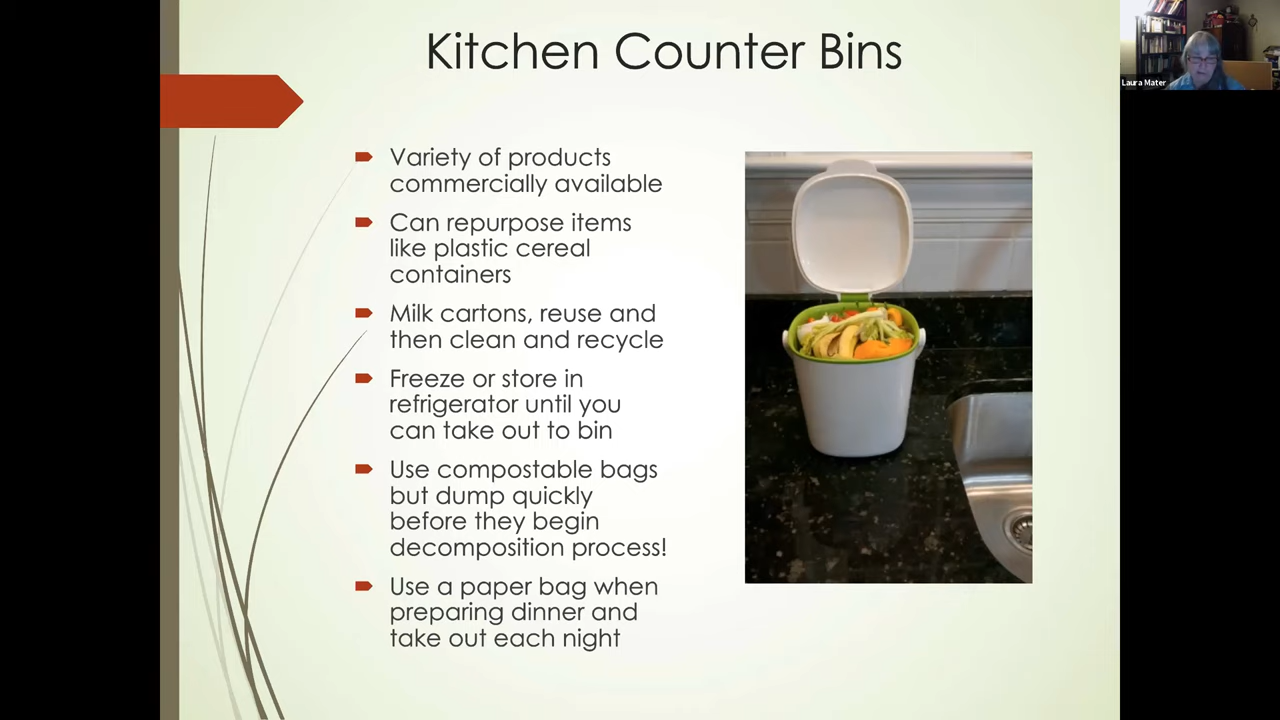 Kitchen Counter Bins
Laura Mater
Variety of products
commercially available
Can repurpose items
like plastic cereal
containers
Milk cartons, reuse and
then clean and recycle
Freeze or store in
refrigerator until you
can take out to bin
Use compostable bags
but dump quickly
before they begin
decomposition process!
Use a paper bag when
preparing dinner and
take out each night